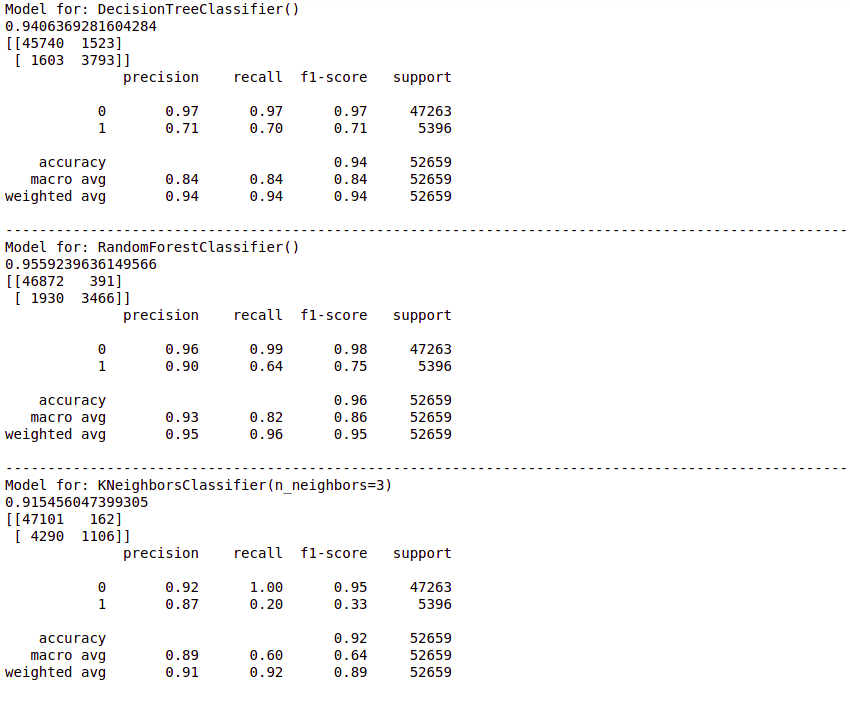 Model for: DecisionTreeClassifier()
0.9406369281604284
[[45740  1523]
 [ 1603  3793]]
              precision    recall  f1-score   support

           0       0.97      0.97      0.97     47263
           1       0.71      0.70      0.71      5396

    accuracy                           0.94     52659
   macro avg       0.84      0.84      0.84     52659
weighted avg       0.94      0.94      0.94     52659

----------------------------------------------------------------------------------------------------
Model for: RandomForestClassifier()
0.9559239636149566
[[46872   391]
 [ 1930  3466]]
              precision    recall  f1-score   support

           0       0.96      0.99      0.98     47263
           1       0.90      0.64      0.75      5396

    accuracy                           0.96     52659
   macro avg       0.93      0.82      0.86     52659
weighted avg       0.95      0.96      0.95     52659

----------------------------------------------------------------------------------------------------
Model for: KNeighborsClassifier(n_neighbors=3)
0.915456047399305
[[47101   162]
 [ 4290  1106]]
              precision    recall  f1-score   support

           0       0.92      1.00      0.95     47263
           1       0.87      0.20      0.33      5396

    accuracy                           0.92     52659
   macro avg       0.89      0.60      0.64     52659
weighted avg       0.91      0.92      0.89     52659